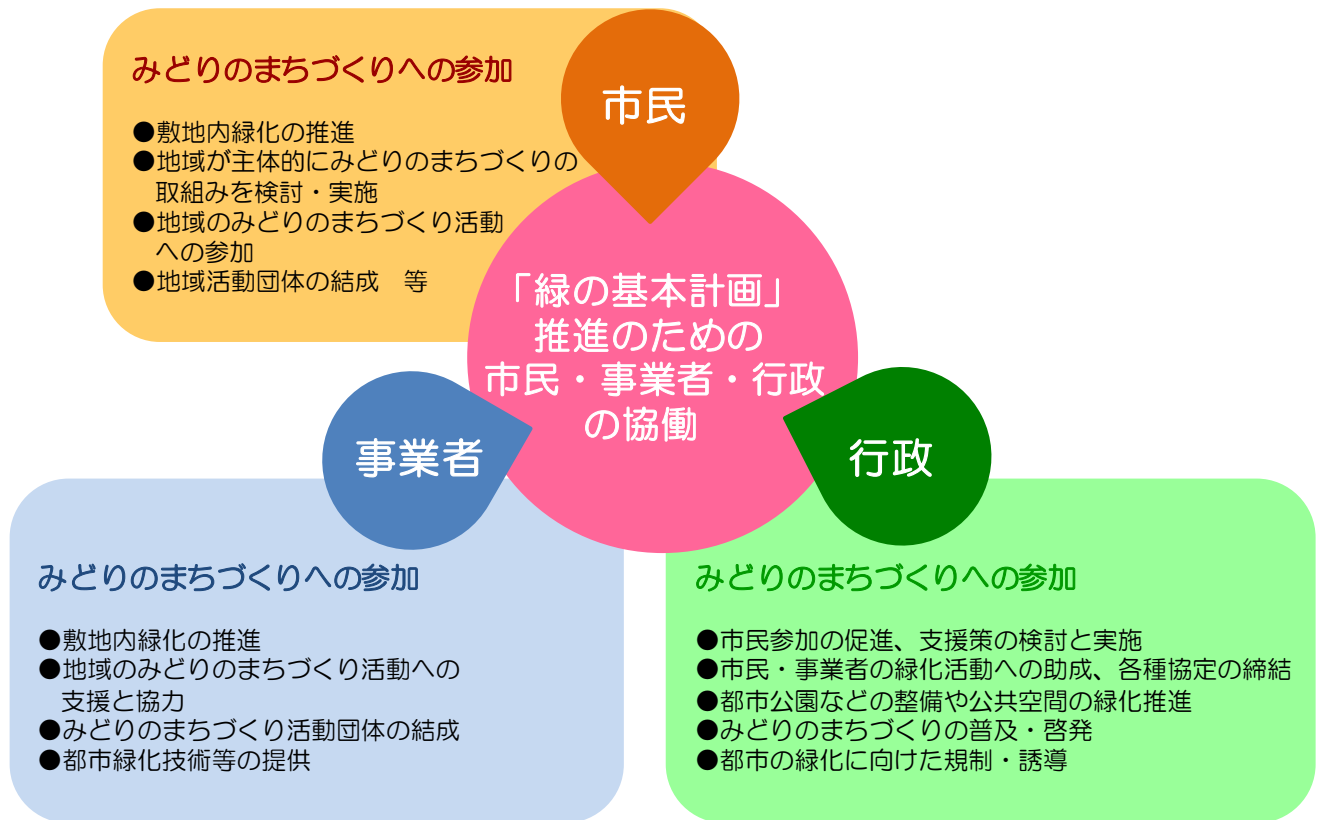 みどりのまちづくりへの参加
●敷地内緑化の推進
●地域が主体的にみどりのまちづくりの
取組みを検討・実施
●地域のみどりのまちづくり活動
への参加
●地域活動団体の結成　等
市民
「緑の基本計画」
推進のための
市民・事業者・行政
の協働
事業者
みどりのまちづくりへの参加
●敷地内緑化の推進
●地域のみどりのまちづくり活動への
支援と協力
●みどりのまちづくり活動団体の結成
●都市緑化技術等の提供
行政
みどりのまちづくりへの参加
●市民参加の促進、支援策の検討と実施
●市民・事業者の緑化活動への助成、各種協定の締結
●都市公園などの整備や公共空間の緑化推進
●みどりのまちづくりの普及・啓発
●都市の緑化に向けた規制・誘導